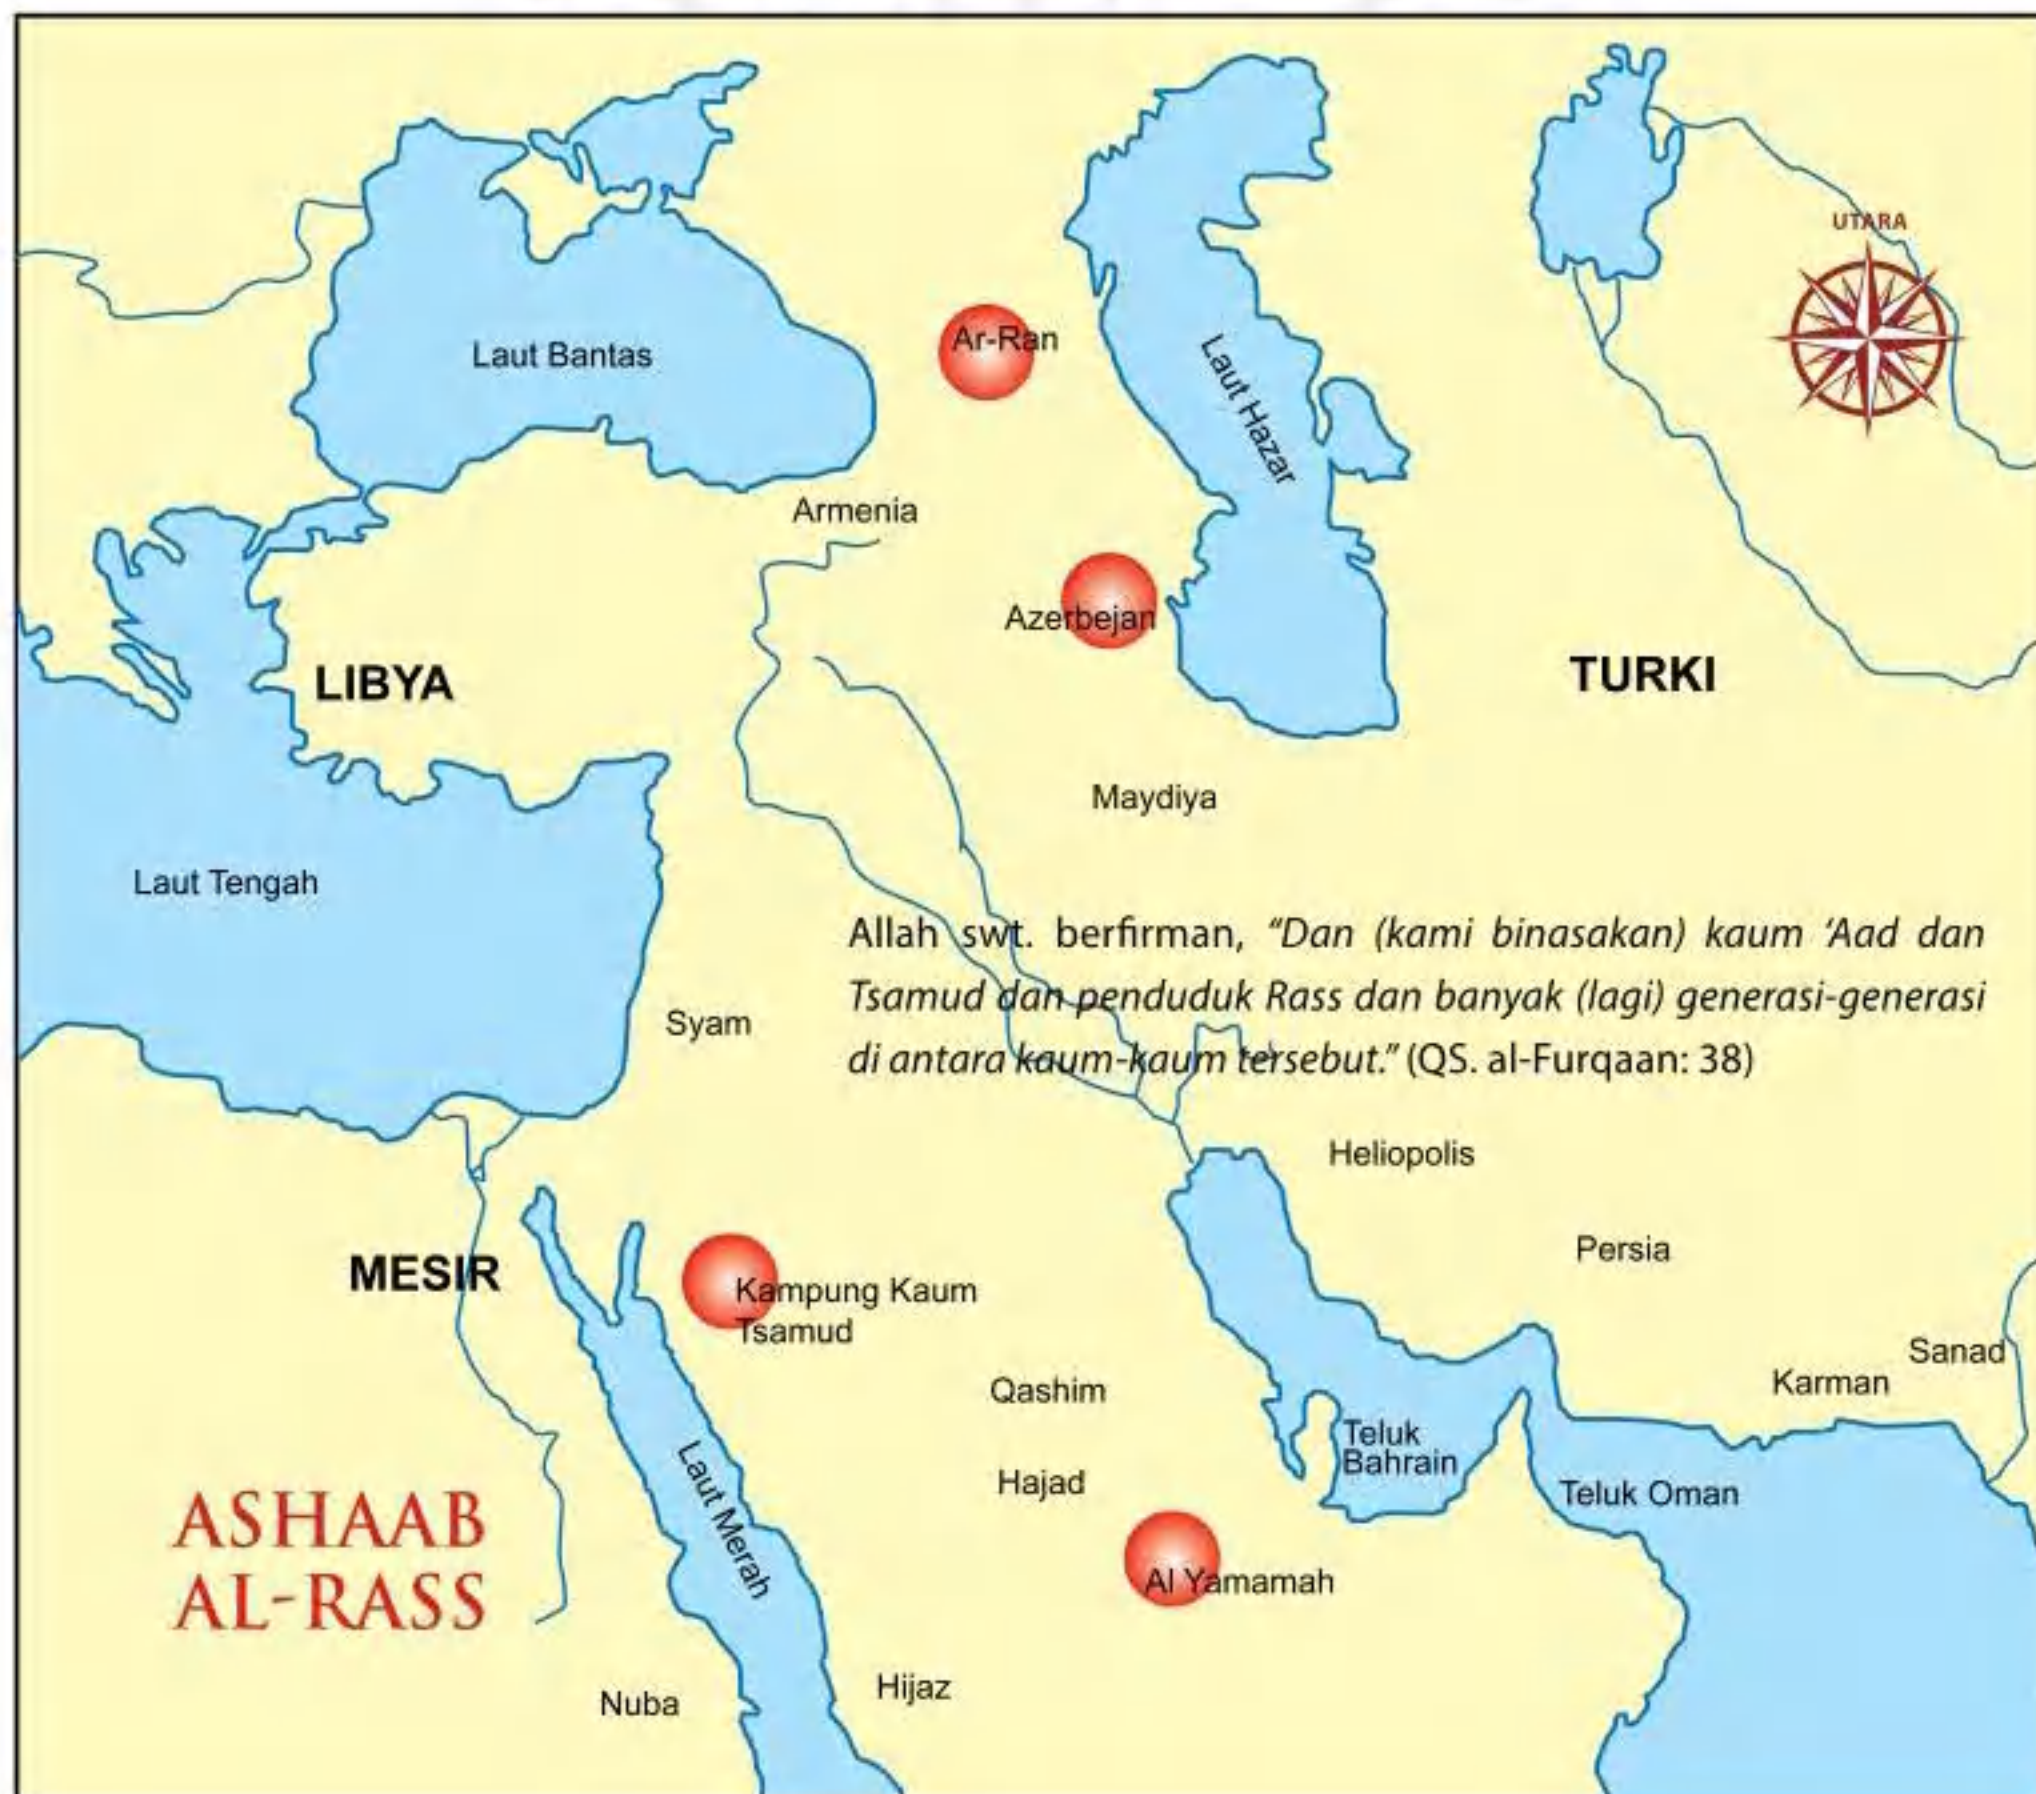 UTARA
Ar-Ran
Laut Bantas
Laut Hazar
Armenia
Azerbejan
LIBYA
TURKI
Maydiya
Laut Tengah
Allah swt. berfirman, “Dan (kami binasakan) kaum ‘Aad dan
Tsamud dan penduduk Rass dan banyak (lagi) generasi-generasi
di antara kaum-kaum tersebut.” (QS. al-Furqaan: 38)
Syam
Heliopolis
Persia
MESIR
Kampung Kaum
Tsamud
Sanad
Karman
Qashim
Teluk
Bahrain
Hajad
Teluk Oman
Laut Merah
ASHAAB
AL-RASS
Al Yamamah
Hijaz
Nuba